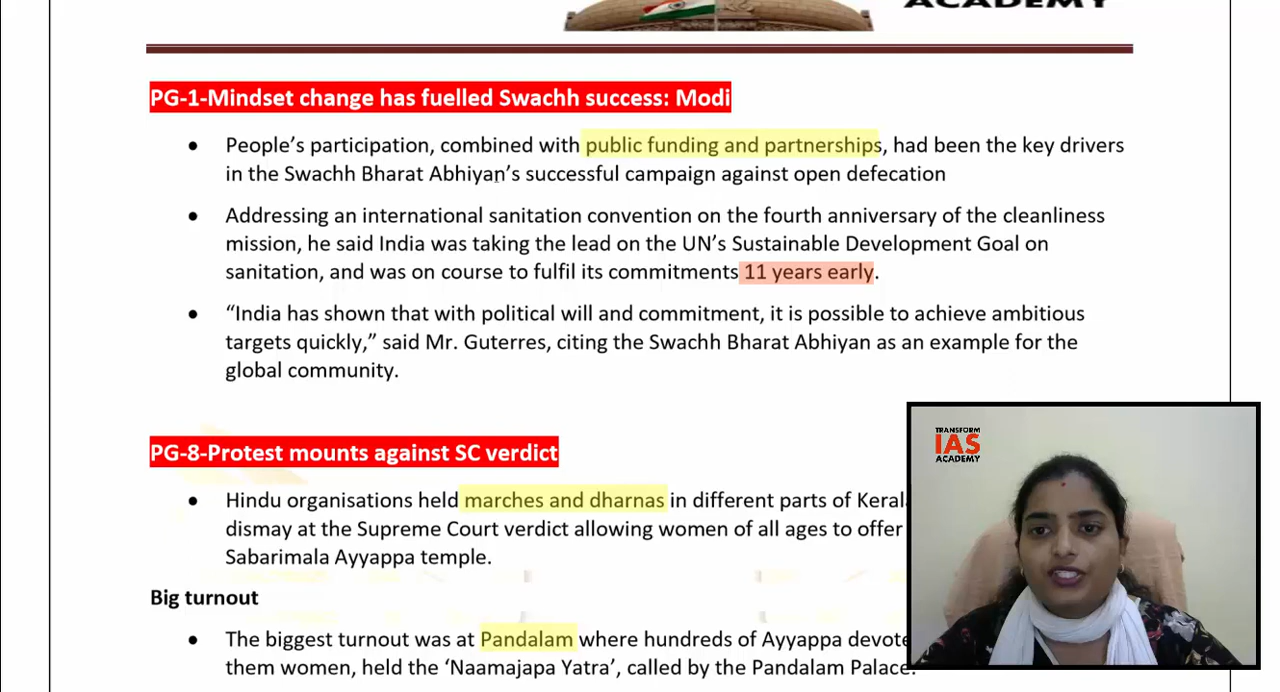 ACADEMY
PG-1-Mindset change has fuelled Swachh success: Modi
• People’s participation, combined with public funding and partnerships, had been the key drivers
in the Swachh Bharat Abhiyan’s successful campaign against open defecation
• Addressing an international sanitation convention on the fourth anniversary of the cleanliness
mission, he said India was taking the lead on the UN’s Sustainable Development Goal on
sanitation, and was on course to fulfil its commitments 11 years early.
• “India has shown that with political will and commitment, it is possible to achieve ambitious
targets quickly,” said Mr. Guterres, citing the Swachh Bharat Abhiyan as an example for the
global community.
PG-8-Protest mounts against SC verdict
• Hindu organisations held marches and dharnas in different parts of
dismay at the Supreme Court verdict allowing women of all ages to offer
Sabarimala Ayyappa temple.
Big turnout
• The biggest turnout was at Pandalam where hundreds of Ayyappa
them women, held the ‘Naamajapa Yatra’, called by the Pandalam Palace.
TRANSFORM
IAS
ACADEMY